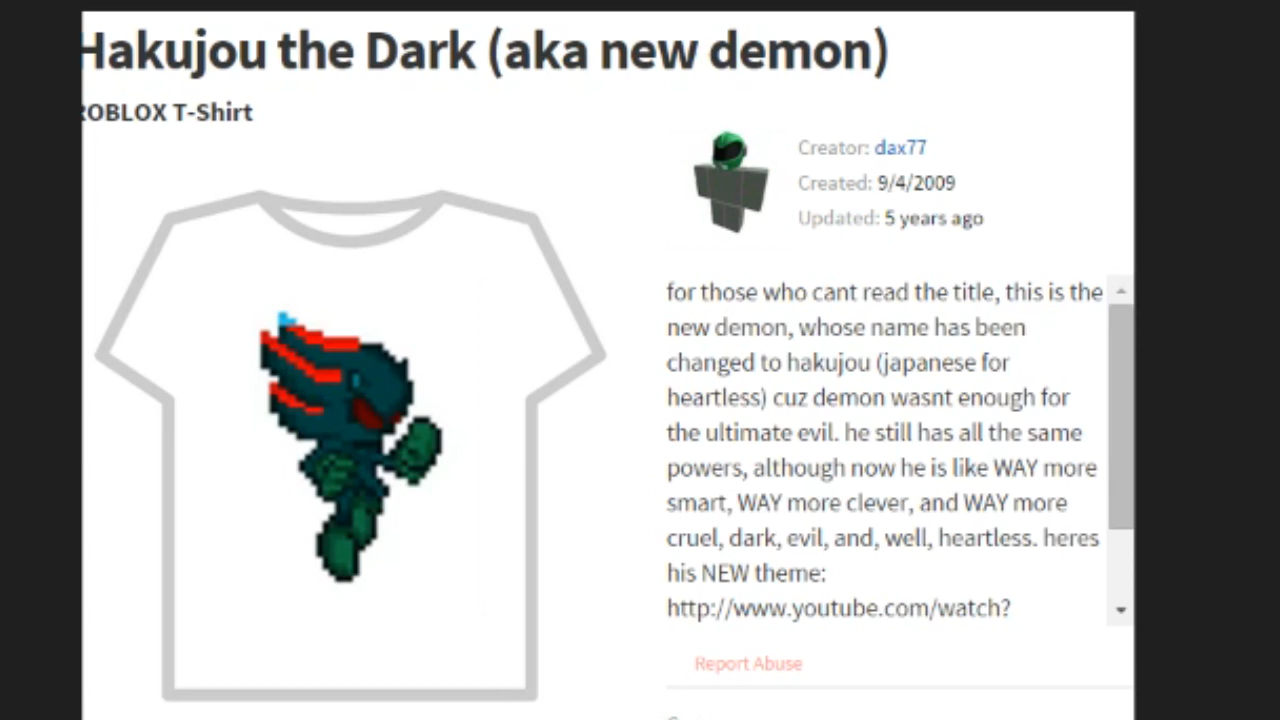 Hakujou the Dark (aka new demon)
ROBLOX T-Shirt
Creator: dax77
Created: 9/4/2009
Updated: 5 years ago
for those who cant read the title, this is the
new demon, whose name has been
changed to hakujou (japanese for
heartless) cuz demon wasnt enough for
the ultimate evil. he still has all the same
powers, although now he is like WAY more
smart, WAY more clever, and WAY more
cruel, dark, evil, and, well, heartless. heres
his NEW theme:
http://www.youtube.com/watch?
Report Abuse